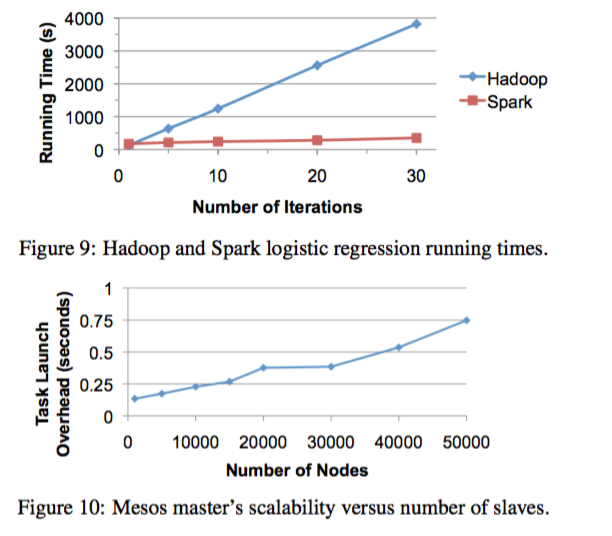 4000
3000
2000
1000
0
Running Time (s)
0 10 20 30
Number of Iterations
Hadoop
Spark
Figure 9: Hadoop and Spark logistic regression running times.
1
0.75
0.5
0.25
0
Task Launch
Overhead (seconds)
0 10000 20000 30000 40000 50000
Number of Nodes
Figure 10: Mesos master's scalability versus number of slaves.